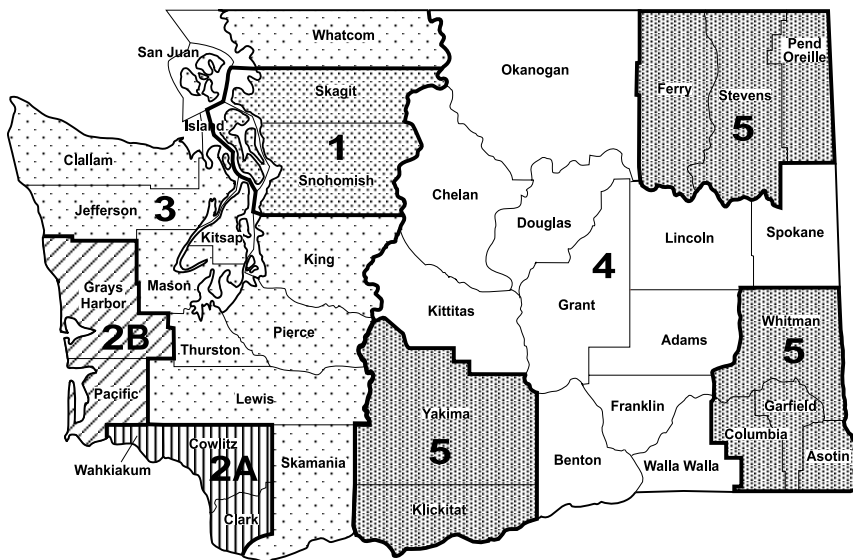 Whatcom
San Juan
Okanogan
Pend
Oreille
Skagit
Ferry
Stevens
Island
5
1
Clallam
Snohomish
Chelan
Jefferson
3
Douglas
Kitsap
Lincoln
Spokane
King
4
Mason
Grays
Harbor
Kittitas
Grant
Whitman
2B
Pierce
Adams
5
Thurston
Pacific
Lewis
Yakima
Franklin
Garfield
Columbia
Cowlitz
Wahkiakum
2A
Skamania
5
Benton
Walla Walla
Asotin
Clark
Klickitat